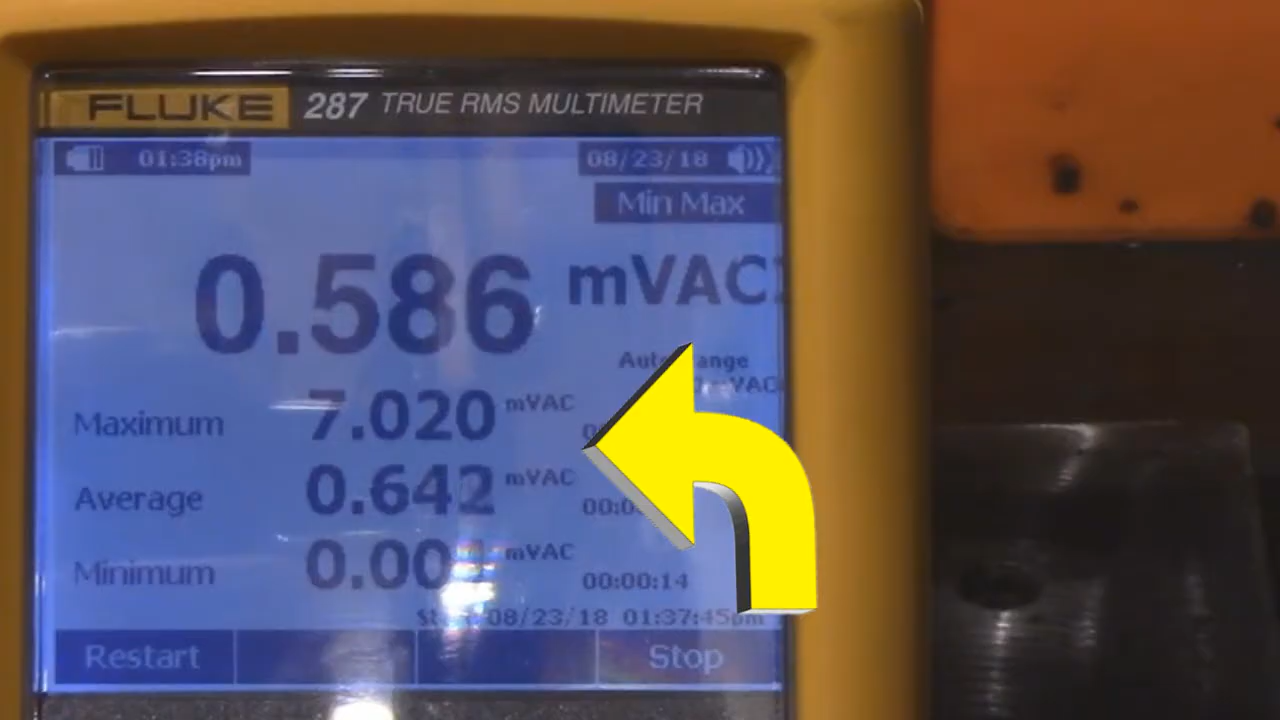 FLUKE 287 TRUE RMS MULTIMETER
01:38pm 08/23/18
Min Max
0.586 mVAC
Maximum 7.020 mVAC
Average 0.642 mVAC
Minimum mVAC 00:00:14
08/23/18 01:37:45pm
Restart Stop